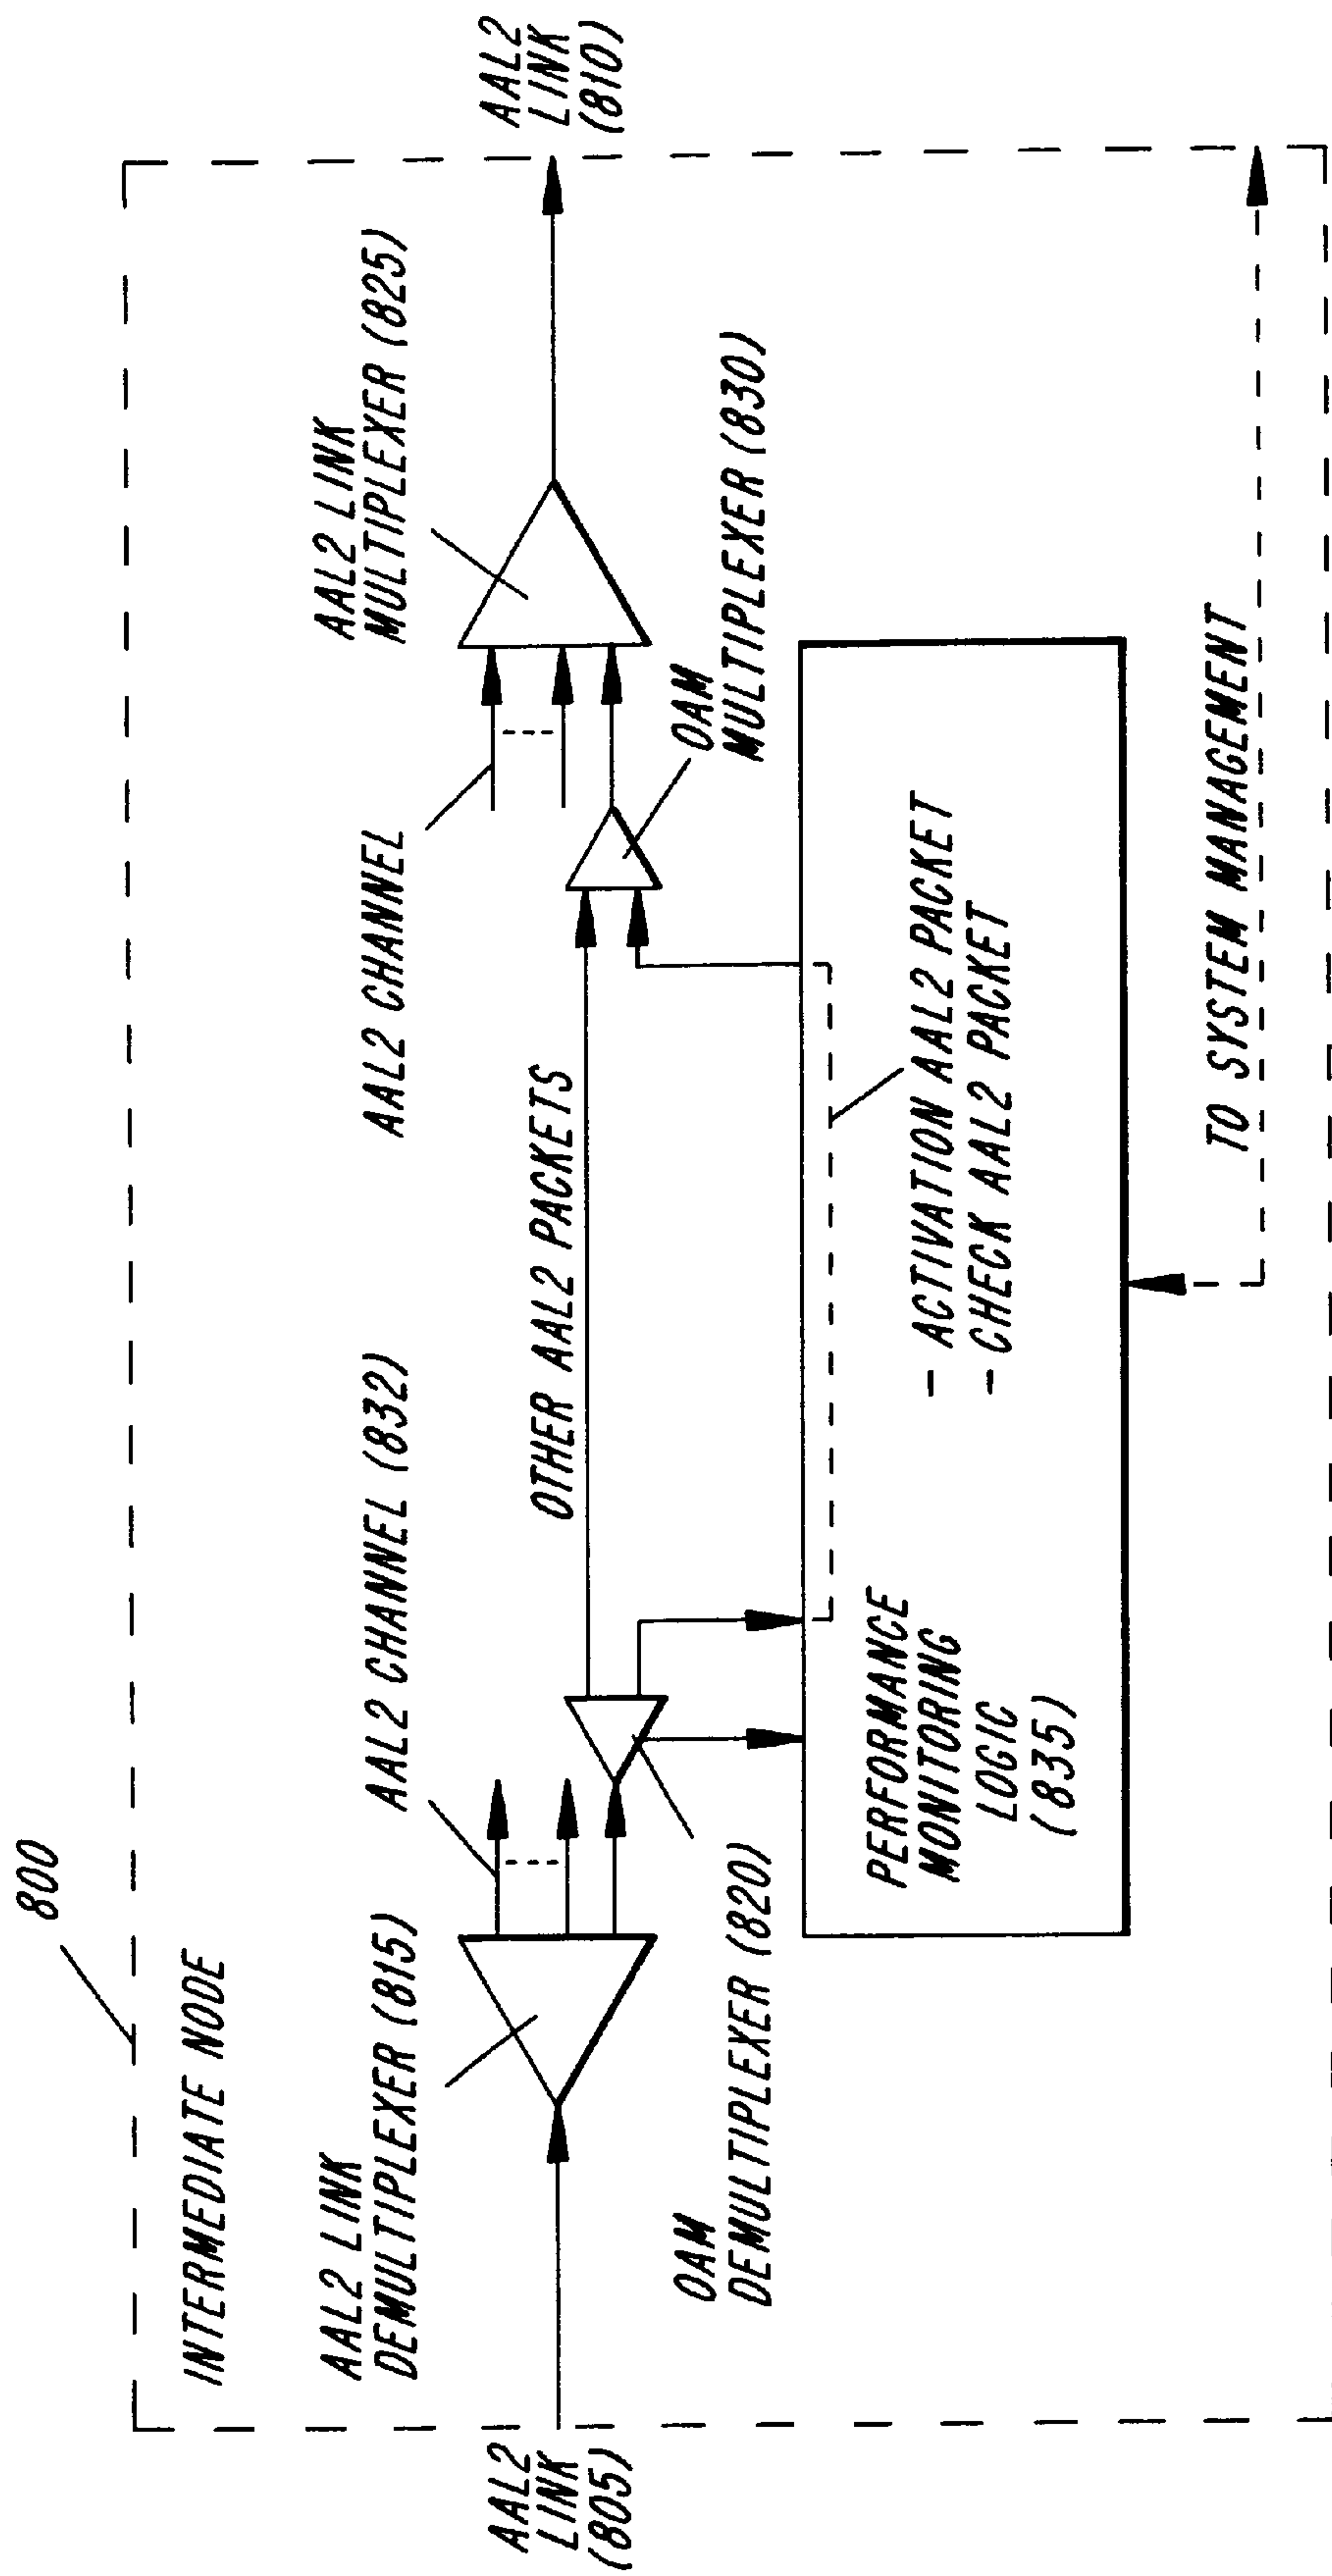 800
INTERMEDIATE NODE
AAL2 LINK
DEMULTIPLEXER (815)
AAL2 CHANNEL (832)
AAL2 CHANNEL
AAL2 LINK
MULTIPLEXER (825)
AAL2
LINK
(805)
OTHER AAL2 PACKETS
AAL2
LINK
(810)
OAM
DEMULTIPLEXER (820)
OAM
MULTIPLEXER (830)
PERFORMANCE
MONITORING
LOGIC
(835)
- ACTIVATION AAL2 PACKET
- CHECK AAL2 PACKET
TO SYSTEM MANAGEMENT